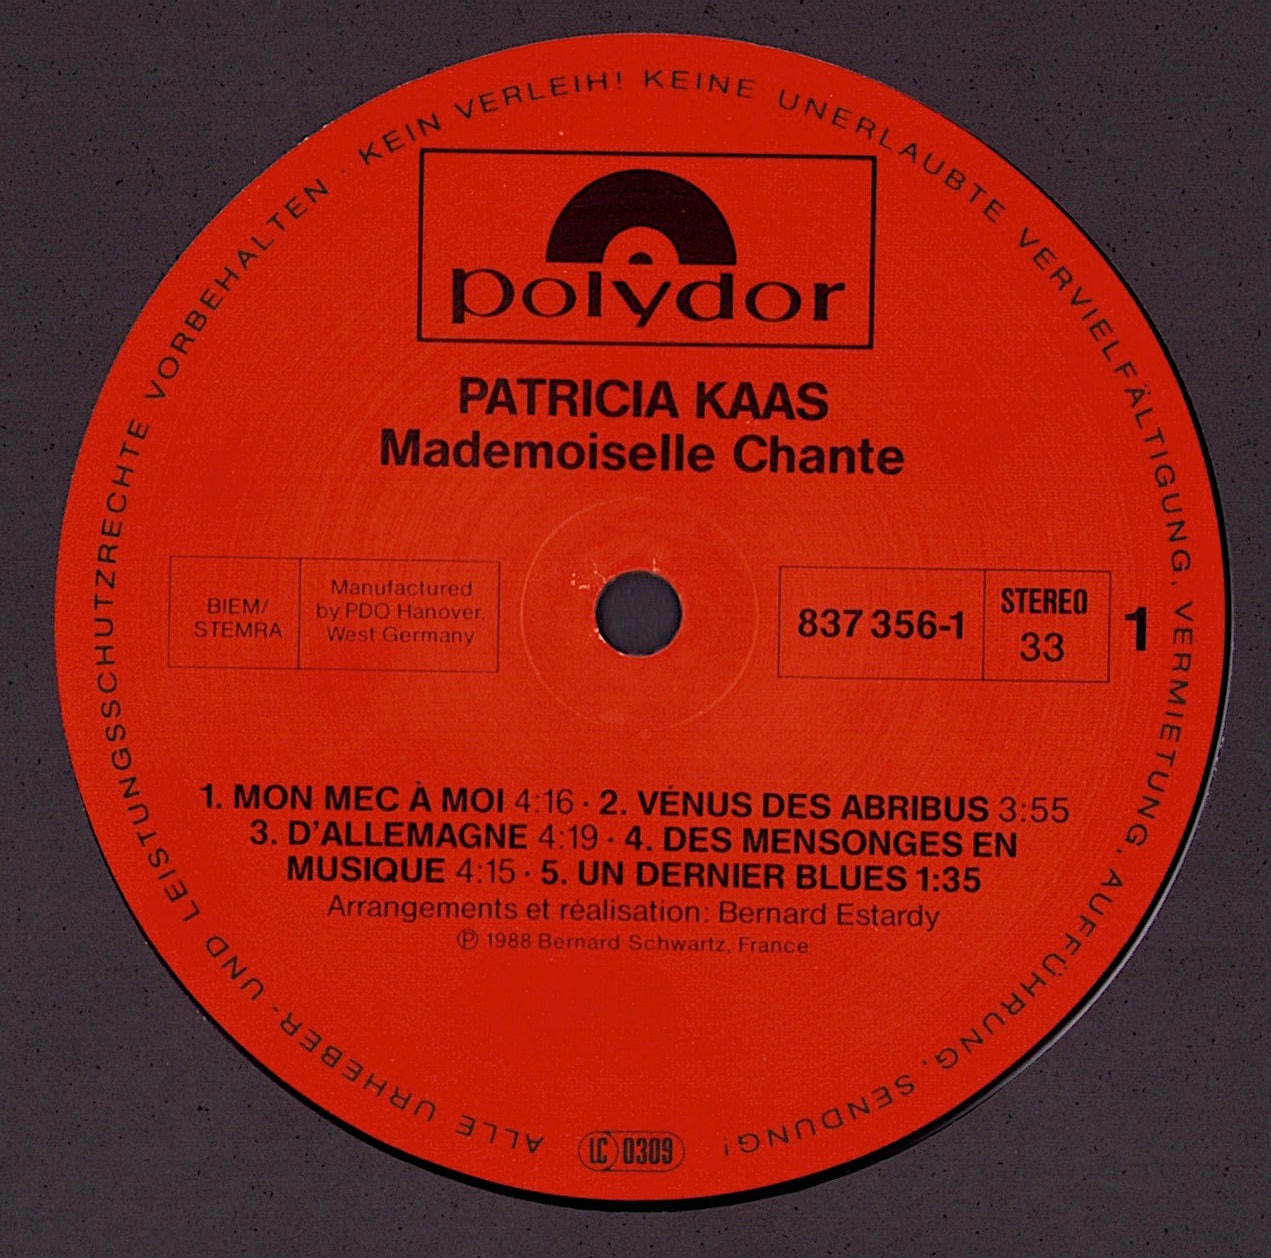 ALLE URHEBER- UND LEISTUNGSSCHUTZRECHTE VORBEHALTEN · KEIN VERLEIH! KEINE UNERLAUBTE VERVIELFÄLTIGUNG, VERMIETUNG, AUFFÜHRUNG, SENDUNG!
polydor
PATRICIA KAAS
Mademoiselle Chante
BIEM/
STEMRA
Manufactured
by PDO Hanover,
West Germany
837 356-1
STEREO
33
1
1. MON MEC À MOI 4:16 · 2. VÉNUS DES ABRIBUS 3:55
3. D'ALLEMAGNE 4:19 · 4. DES MENSONGES EN
MUSIQUE 4:15 · 5. UN DERNIER BLUES 1:35
Arrangements et réalisation: Bernard Estardy
℗ 1988 Bernard Schwartz, France
LC 0309